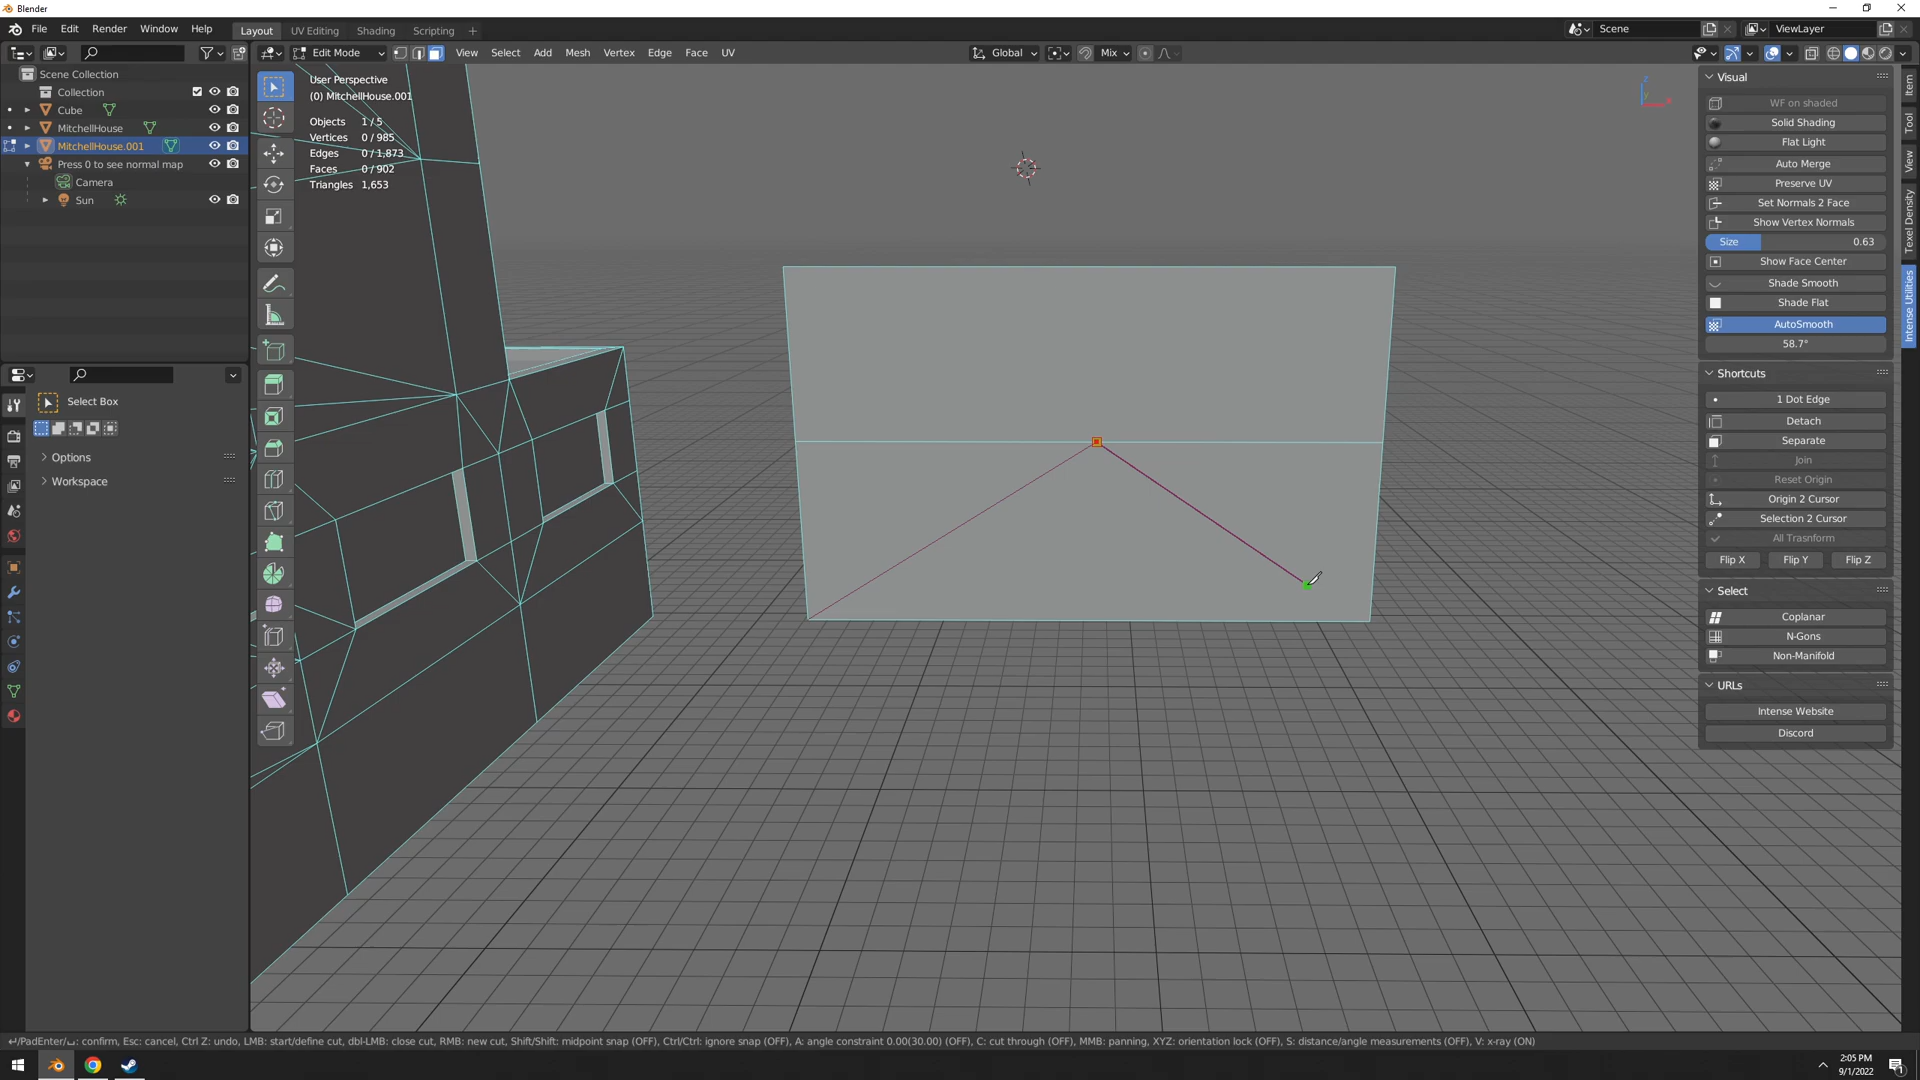 Blender
File Edit Render Window Help
Layout UV Editing Shading Scripting +
Scene
ViewLayer
Edit Mode
View Select Add Mesh Vertex Edge Face UV
Global
Mix
Scene Collection
Collection
Cube
MitchellHouse
MitchellHouse.001
Press 0 to see normal map
Camera
Sun
Select Box
Options
Workspace
User Perspective
(0) MitchellHouse.001
Objects 1 / 5
Vertices 0 / 985
Edges 0 / 1,873
Faces 0 / 902
Triangles 1,653
Visual
WF on shaded
Solid Shading
Flat Light
Auto Merge
Preserve UV
Set Normals 2 Face
Show Vertex Normals
Size 0.63
Show Face Center
Shade Smooth
Shade Flat
AutoSmooth
58.7°
Shortcuts
1 Dot Edge
Detach
Separate
Join
Reset Origin
Origin 2 Cursor
Selection 2 Cursor
All Trasnform
Flip X Flip Y Flip Z
Select
Coplanar
N-Gons
Non-Manifold
URLs
Intense Website
Discord
Item
Tool
View
Texel Density
Intense Utilities
↵/PadEnter/␣: confirm, Esc: cancel, Ctrl Z: undo, LMB: start/define cut, dbl-LMB: close cut, RMB: new cut, Shift/Shift: midpoint snap (OFF), Ctrl/Ctrl: ignore snap (OFF), A: angle constraint 0.00(30.00) (OFF), C: cut through (OFF), MMB: panning, XYZ: orientation lock (OFF), S: distance/angle measurements (OFF), V: x-ray (ON)
2:05 PM
9/1/2022